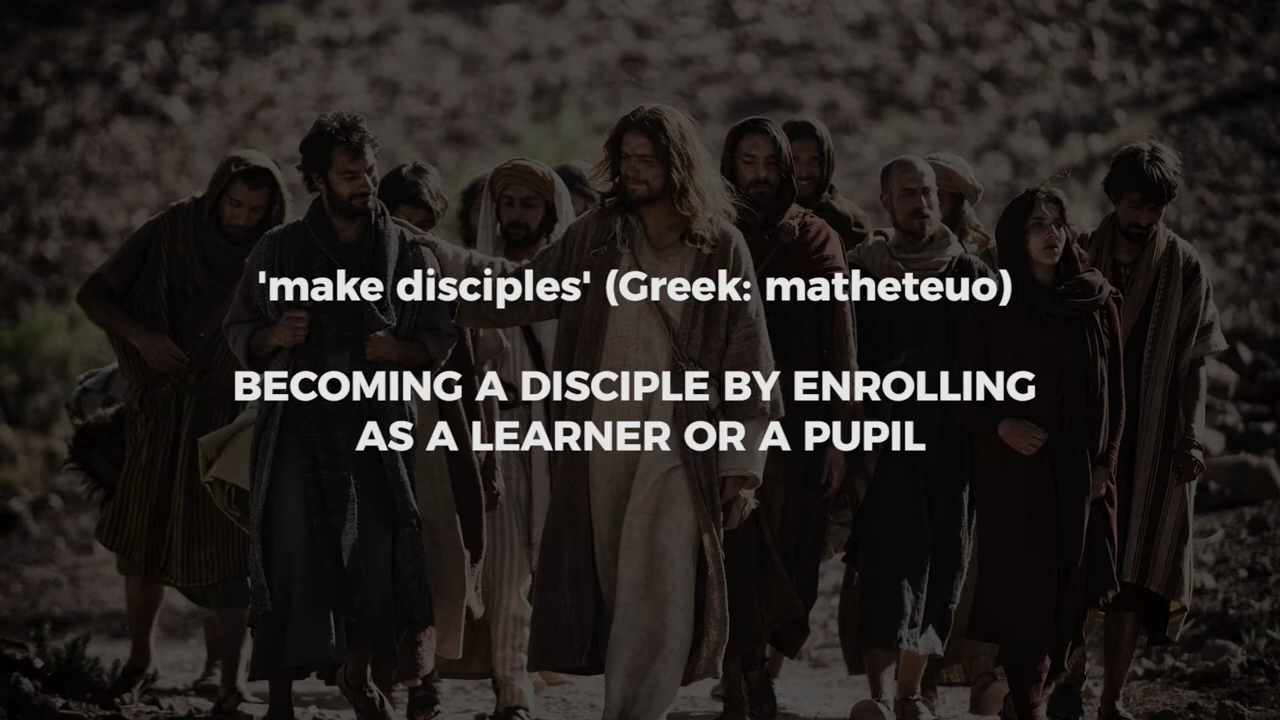 'make disciples' (Greek: matheteuo)
BECOMING A DISCIPLE BY ENROLLING
AS A LEARNER OR A PUPIL